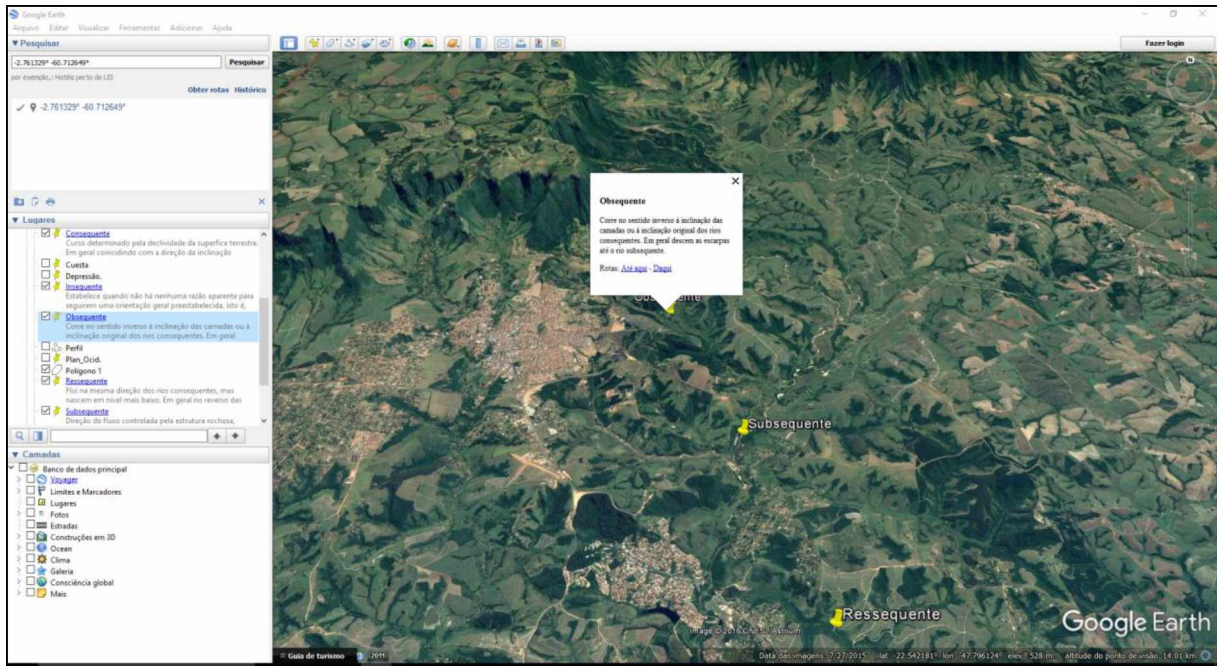 Google Earth
Arquivo Editar Visualizar Ferramentas Adicionar Ajuda
▼ Pesquisar
-2.761329° -60.712649°
Pesquisar
por exemplo,: Hotéis perto de LIS
Obter rotas Histórico
-2.761329° -60.712649°
▼ Lugares
Consequente
Curso determinado pela declividade da superfíce terrestre.
Em geral coincidindo com a direção da inclinação
Cuesta
Depressão.
Insequente
Estabelece quando não há nenhuma razão aparente para
seguirem uma orientação geral preestabelecida, isto é,
Obsequente
Corre no sentido inverso à inclinação das camadas ou à
inclinação original dos rios consequentes. Em geral
Perfil
Plan_Ocid.
Polígono 1
Ressequente
Flui na mesma direção dos rios consequentes, mas
nascem em nível mais baixo. Em geral no reverso das
Subsequente
Direção do fluxo controlada pela estrutura rochosa,
▼ Camadas
Banco de dados principal
Voyager
Limites e Marcadores
Lugares
Fotos
Estradas
Construções em 3D
Ocean
Clima
Galeria
Consciência global
Mais
Fazer login
N
Obsequente
Corre no sentido inverso à inclinação das
camadas ou à inclinação original dos rios
consequentes. Em geral descem as escarpas
até o rio subsequente.
Rotas: Até aqui - Daqui
Obsequente
Subsequente
Ressequente
Image © 2016 CNES / Astrium
Google Earth
Guia de turismo
2011
Data das imagens: 7/27/2015 lat -22.542181° lon -47.796124° elev 528 m altitude do ponto de visão 14.01 km